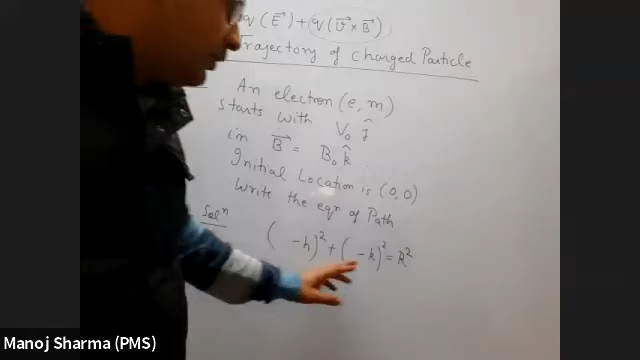 q(E⃗) + q(v⃗ × B⃗)
Trajectory of Charged Particle
An electron (e, m)
starts with V₀ ĵ
in B⃗ = B₀ k̂
Initial Location is (0,0)
Write the eqn of Path
Solⁿ
( -h)² + ( -k)² = R²
Manoj Sharma (PMS)